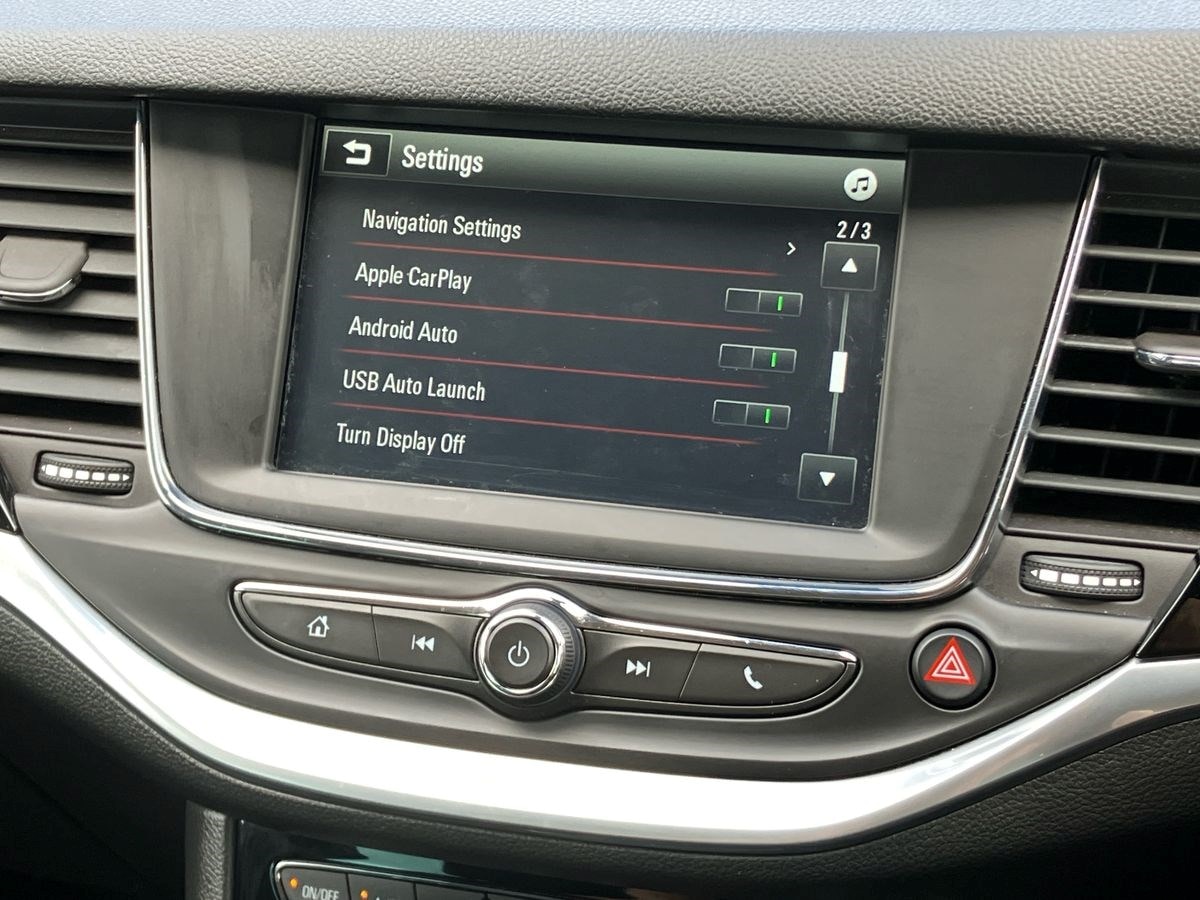 Settings
2/3
Navigation Settings
Apple CarPlay
Android Auto
USB Auto Launch
Turn Display Off
ON/OFF